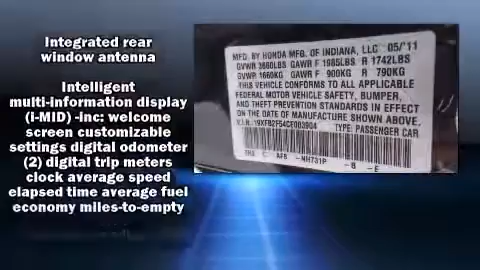 Integrated rear
window antenna
Intelligent
multi-information display
(i-MID) -inc: welcome
screen customizable
settings digital odometer
(2) digital trip meters
clock average speed
elapsed time average fuel
economy miles-to-empty
MFD. BY HONDA MFG. OF INDIANA, LLC 05/'11
GVWR 3660LBS GAWR F 1985LBS R 1742LBS
GVWR 1660KG GAWR F 900KG R 790KG
THIS VEHICLE CONFORMS TO ALL APPLICABLE
FEDERAL MOTOR VEHICLE SAFETY, BUMPER,
AND THEFT PREVENTION STANDARDS IN EFFECT
ON THE DATE OF MANUFACTURE SHOWN ABOVE.
V.I.N.: 19XFB2F54CE003904 TYPE: PASSENGER CAR
C AFB -NH731P -B -E